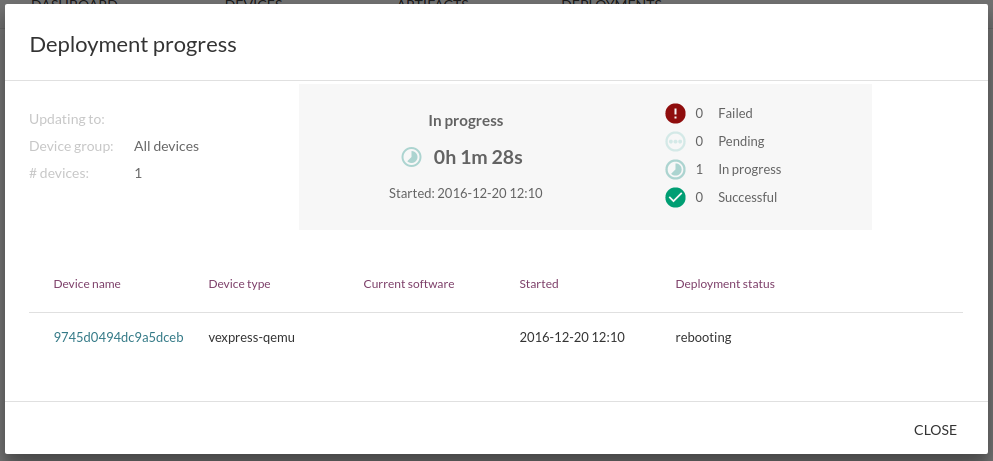 DASHBOARD DEVICES ARTIFACTS DEPLOYMENTS
Deployment progress
Updating to:
Device group: All devices
# devices: 1
In progress
0h 1m 28s
Started: 2016-12-20 12:10
0 Failed
0 Pending
1 In progress
0 Successful
Device name Device type Current software Started Deployment status
9745d0494dc9a5dceb vexpress-qemu 2016-12-20 12:10 rebooting
CLOSE